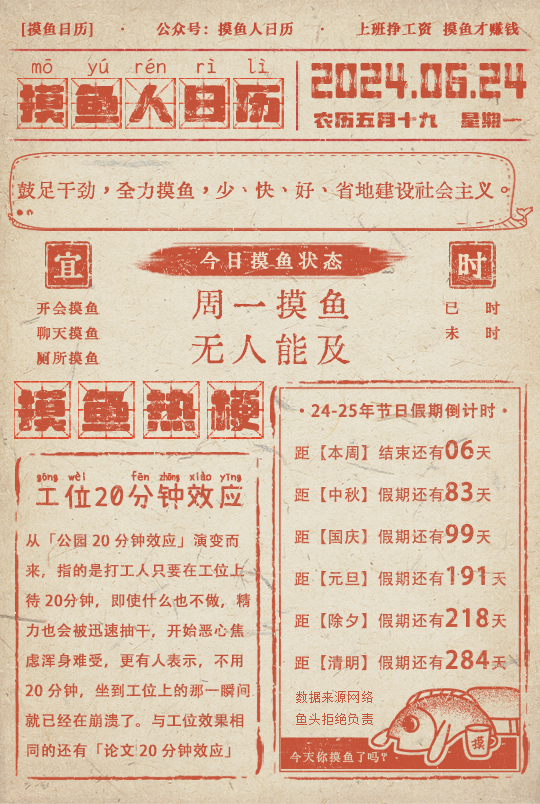 [摸鱼日历] · 公众号：摸鱼人日历 · 上班挣工资 摸鱼才赚钱
mō yú rén rì lì
摸鱼人日历
2024.06.24
农历五月十九 星期一
鼓足干劲，全力摸鱼，少、快、好、省地建设社会主义。
宜
开会摸鱼
聊天摸鱼
厕所摸鱼
今日摸鱼状态
周一摸鱼
无人能及
时
巳 时
未 时
摸鱼热梗
gōng wèi fēn zhōng xiào yīng
工位20分钟效应
从「公园 20 分钟效应」演变而
来，指的是打工人只要在工位上
待 20分钟，即使什么也不做，精
力也会被迅速抽干，开始恶心焦
虑浑身难受，更有人表示，不用
20 分钟，坐到工位上的那一瞬间
就已经在崩溃了。与工位效果相
同的还有「论文 20 分钟效应」
· 24-25年节日假期倒计时 ·
距【本周】结束还有06天
距【中秋】假期还有83天
距【国庆】假期还有99天
距【元旦】假期还有191天
距【除夕】假期还有218天
距【清明】假期还有284天
数据来源网络
鱼头拒绝负责
今天你摸鱼了吗？
摸